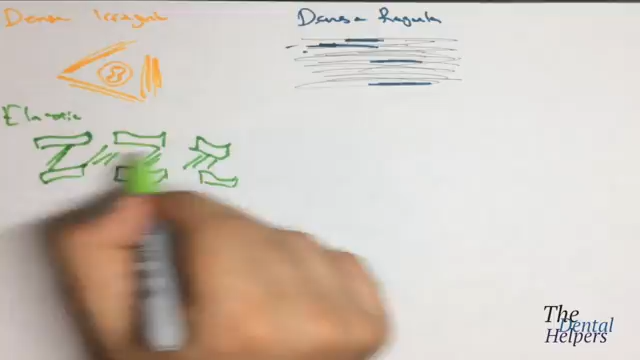 Dense Irregular
Dense Regular
Elastic
The
Dental
Helpers